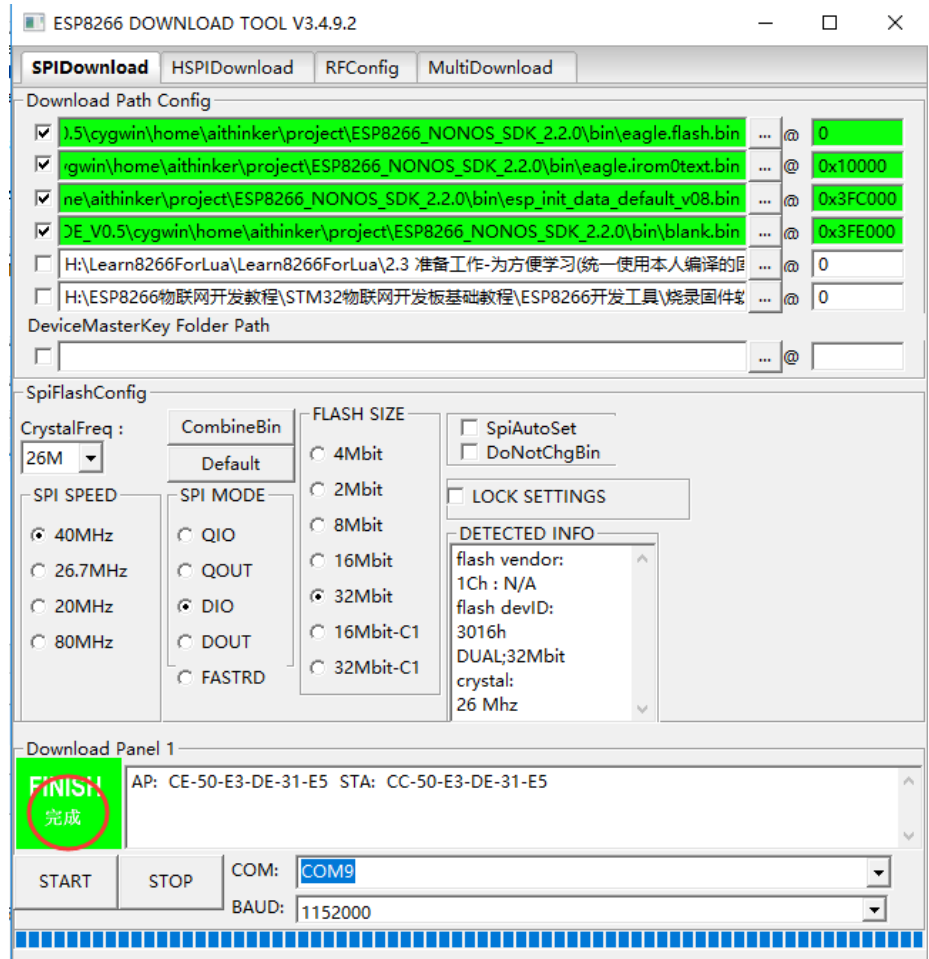 ESP8266 DOWNLOAD TOOL V3.4.9.2
SPIDownload HSPIDownload RFConfig MultiDownload
Download Path Config
).5\cygwin\home\aithinker\project\ESP8266_NONOS_SDK_2.2.0\bin\eagle.flash.bin ... @ 0
gwin\home\aithinker\project\ESP8266_NONOS_SDK_2.2.0\bin\eagle.irom0text.bin ... @ 0x10000
ne\aithinker\project\ESP8266_NONOS_SDK_2.2.0\bin\esp_init_data_default_v08.bin ... @ 0x3FC000
DE_V0.5\cygwin\home\aithinker\project\ESP8266_NONOS_SDK_2.2.0\bin\blank.bin ... @ 0x3FE000
H:\Learn8266ForLua\Learn8266ForLua\2.3 准备工作-为方便学习(统一使用本人编译的 ... @ 0
H:\ESP8266物联网开发教程\STM32物联网开发板基础教程\ESP8266开发工具\烧录固件 ... @ 0
DeviceMasterKey Folder Path
... @
SpiFlashConfig
CrystalFreq :
26M
CombineBin
Default
SPI SPEED
40MHz
26.7MHz
20MHz
80MHz
SPI MODE
QIO
QOUT
DIO
DOUT
FASTRD
FLASH SIZE
4Mbit
2Mbit
8Mbit
16Mbit
32Mbit
16Mbit-C1
32Mbit-C1
SpiAutoSet
DoNotChgBin
LOCK SETTINGS
DETECTED INFO
flash vendor:
1Ch : N/A
flash devID:
3016h
DUAL;32Mbit
crystal:
26 Mhz
Download Panel 1
FINISH
完成
AP: CE-50-E3-DE-31-E5 STA: CC-50-E3-DE-31-E5
START STOP
COM: COM9
BAUD: 1152000